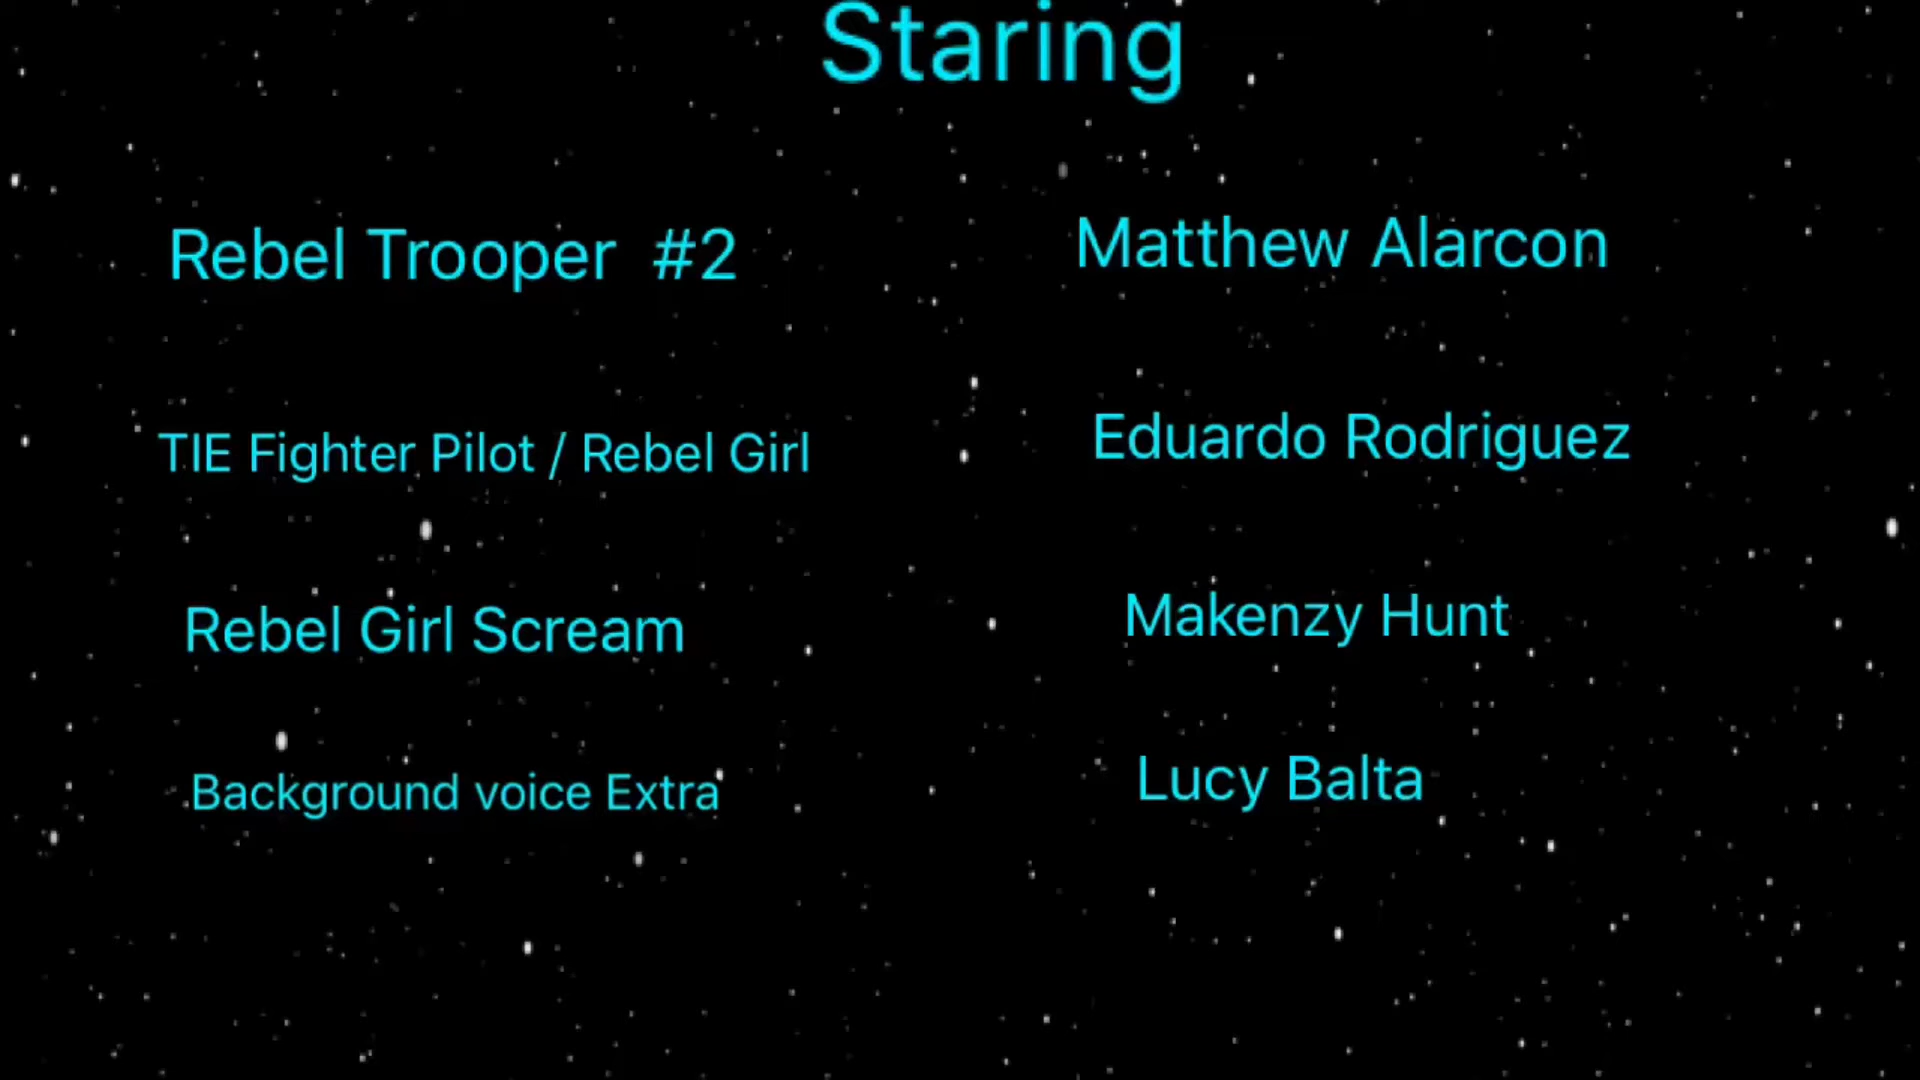 Staring
Rebel Trooper  #2 Matthew Alarcon
TIE Fighter Pilot / Rebel Girl Eduardo Rodriguez
Rebel Girl Scream Makenzy Hunt
Background voice Extra Lucy Balta